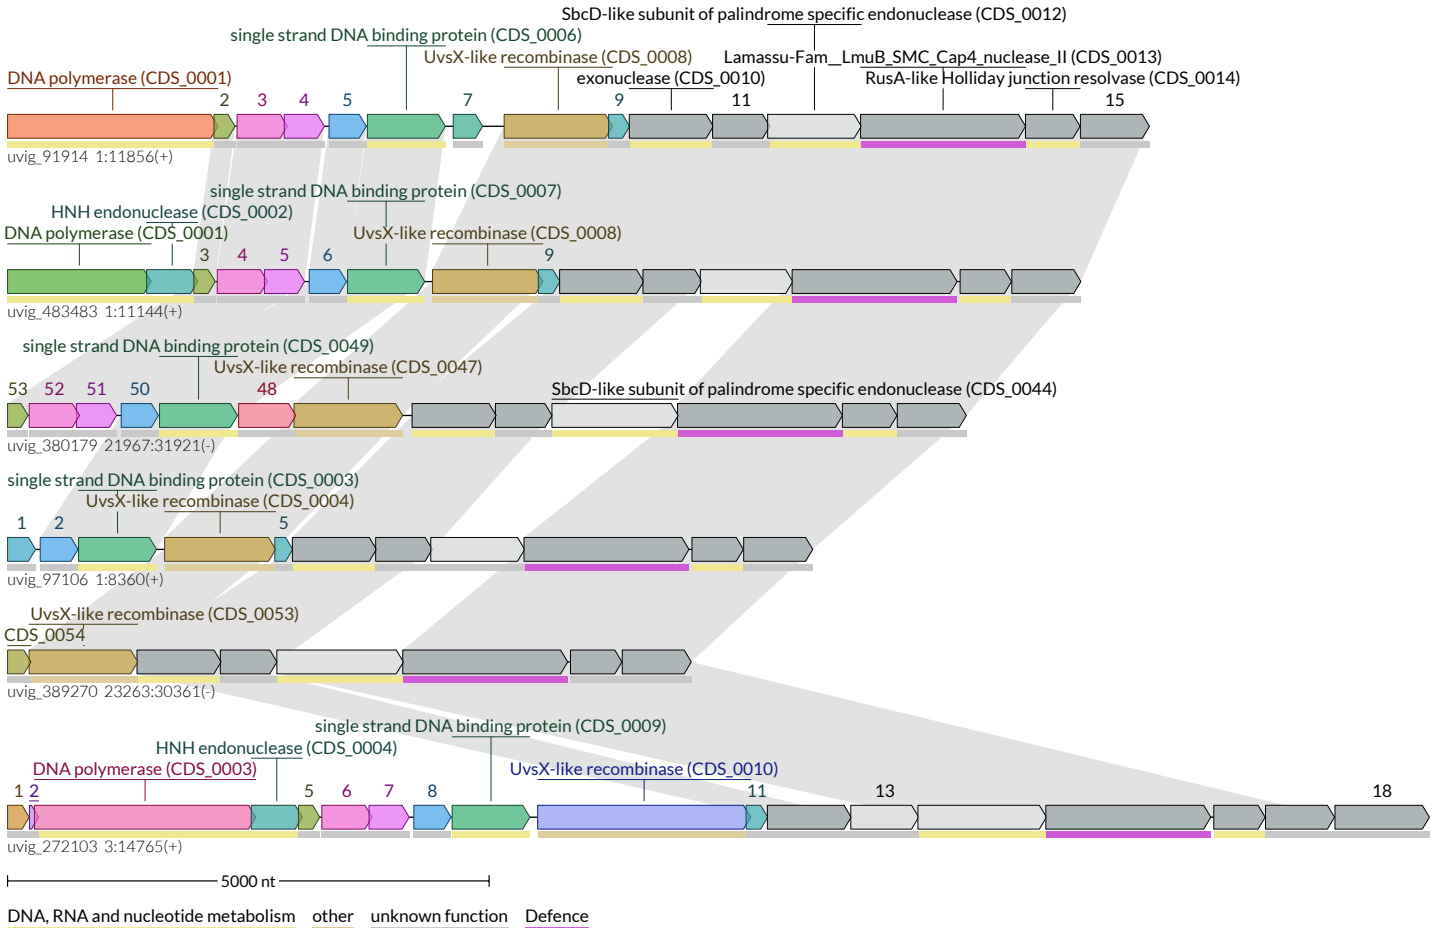 SbcD-like subunit of palindrome specific endonuclease (CDS_0012)
single strand DNA binding protein (CDS_0006)
UvsX-like recombinase (CDS_0008)
Lamassu-Fam__LmuB_SMC_Cap4_nuclease_II (CDS_0013)
DNA polymerase (CDS_0001)
exonuclease (CDS_0010)
RusA-like Holliday junction resolvase (CDS_0014)
2 3 4 5 7 9 11 15
uvig_91914 1:11856(+)
single strand DNA binding protein (CDS_0007)
HNH endonuclease (CDS_0002)
DNA polymerase (CDS_0001)
UvsX-like recombinase (CDS_0008)
3 4 5 6 9
uvig_483483 1:11144(+)
single strand DNA binding protein (CDS_0049)
UvsX-like recombinase (CDS_0047)
53 52 51 50 48
SbcD-like subunit of palindrome specific endonuclease (CDS_0044)
uvig_380179 21967:31921(-)
single strand DNA binding protein (CDS_0003)
UvsX-like recombinase (CDS_0004)
1 2 5
uvig_97106 1:8360(+)
UvsX-like recombinase (CDS_0053)
CDS_0054
uvig_389270 23263:30361(-)
single strand DNA binding protein (CDS_0009)
HNH endonuclease (CDS_0004)
DNA polymerase (CDS_0003)
UvsX-like recombinase (CDS_0010)
1 2 5 6 7 8 11 13 18
uvig_272103 3:14765(+)
5000 nt
DNA, RNA and nucleotide metabolism other unknown function Defence